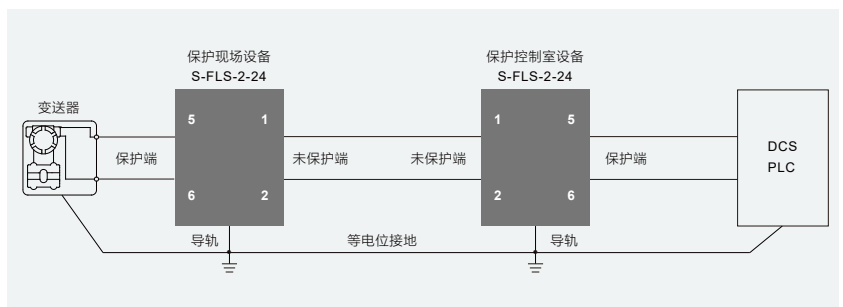 保护现场设备
S-FLS-2-24
保护控制室设备
S-FLS-2-24
变送器
5 1
1 5
保护端
未保护端
未保护端
保护端
DCS
PLC
6 2
2 6
导轨
等电位接地
导轨